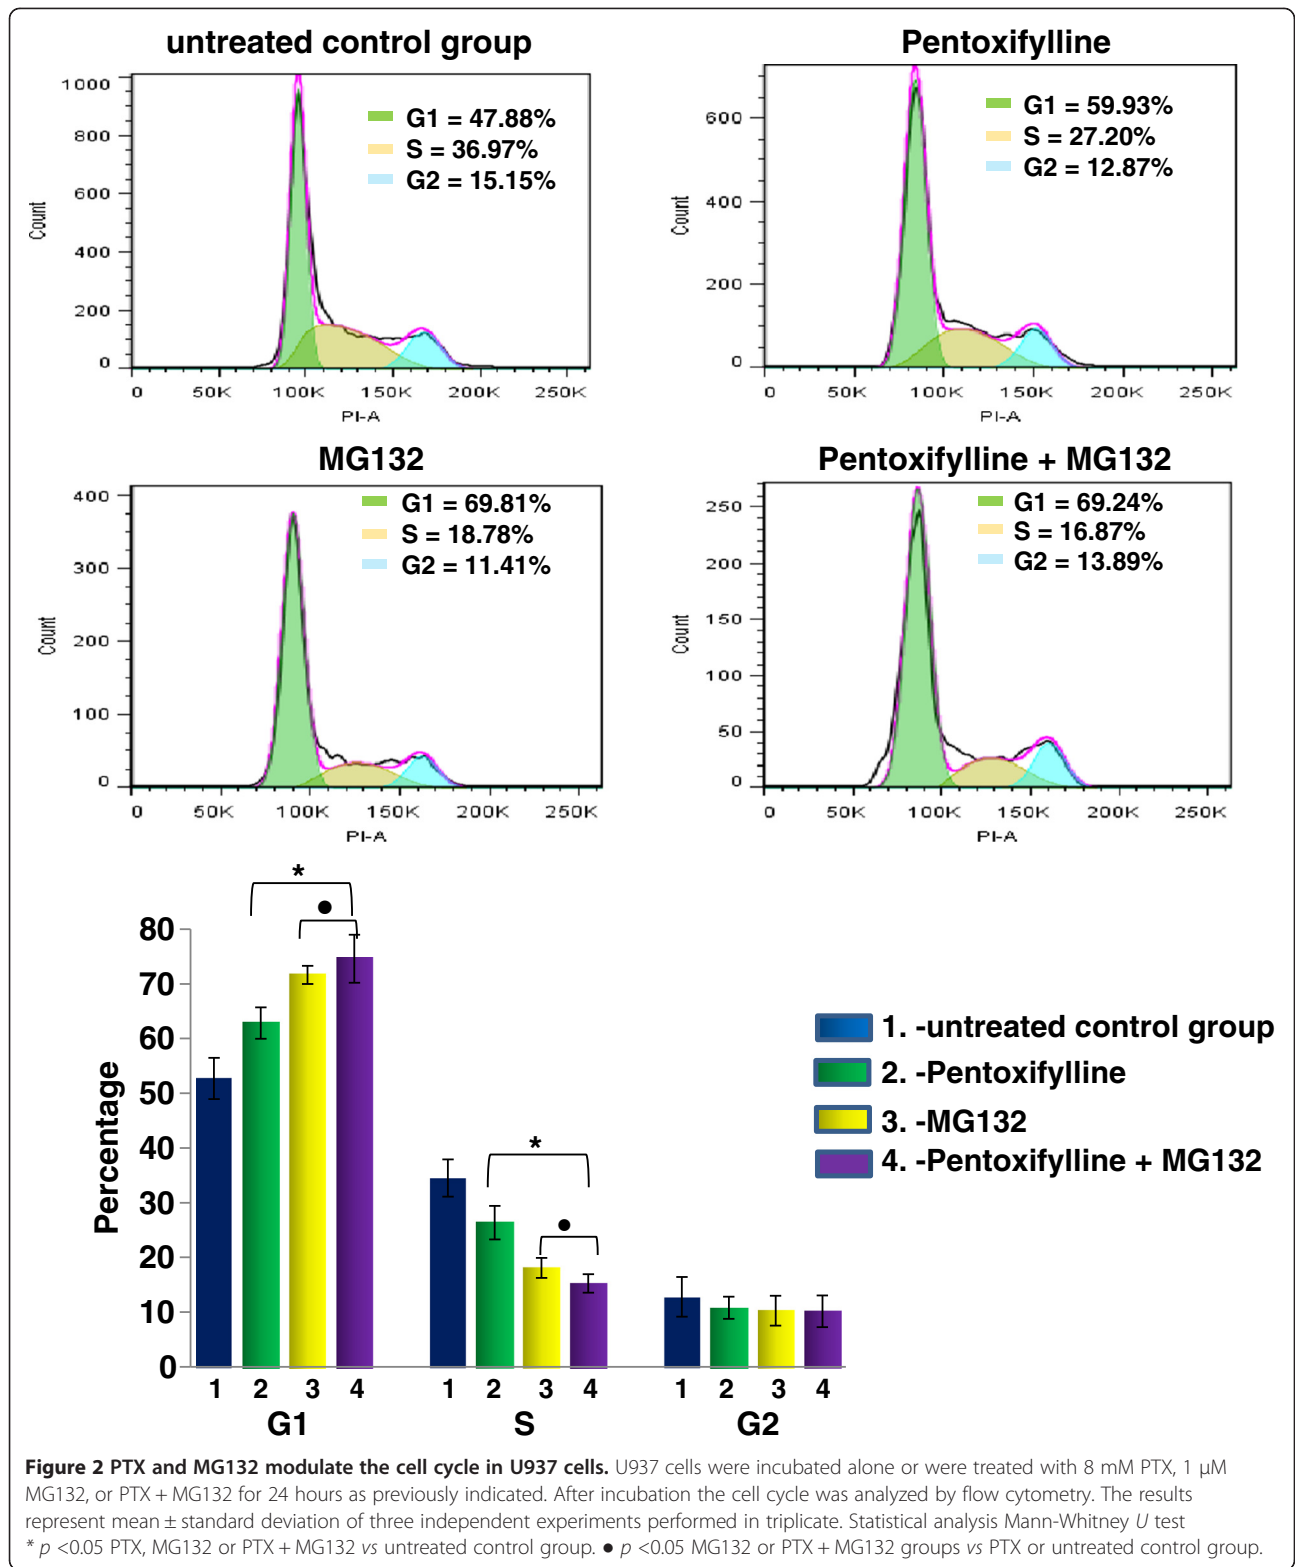 untreated control group
1000
800
600
400
200
0
Count
G1 = 47.88%
S = 36.97%
G2 = 15.15%
0 50K 100K 150K 200K 250K
PI-A
Pentoxifylline
600
400
200
0
Count
G1 = 59.93%
S = 27.20%
G2 = 12.87%
0 50K 100K 150K 200K 250K
PI-A
MG132
400
300
200
100
0
Count
G1 = 69.81%
S = 18.78%
G2 = 11.41%
0 50K 100K 150K 200K 250K
PI-A
Pentoxifylline + MG132
250
200
150
100
50
0
Count
G1 = 69.24%
S = 16.87%
G2 = 13.89%
0 50K 100K 150K 200K 250K
PI-A
80
70
60
50
40
30
20
10
0
Percentage
*
●
*
●
1 2 3 4 1 2 3 4 1 2 3 4
G1 S G2
1. -untreated control group
2. -Pentoxifylline
3. -MG132
4. -Pentoxifylline + MG132
Figure 2 PTX and MG132 modulate the cell cycle in U937 cells. U937 cells were incubated alone or were treated with 8 mM PTX, 1 μM
MG132, or PTX + MG132 for 24 hours as previously indicated. After incubation the cell cycle was analyzed by flow cytometry. The results
represent mean ± standard deviation of three independent experiments performed in triplicate. Statistical analysis Mann-Whitney U test
* p <0.05 PTX, MG132 or PTX + MG132 vs untreated control group. ● p <0.05 MG132 or PTX + MG132 groups vs PTX or untreated control group.